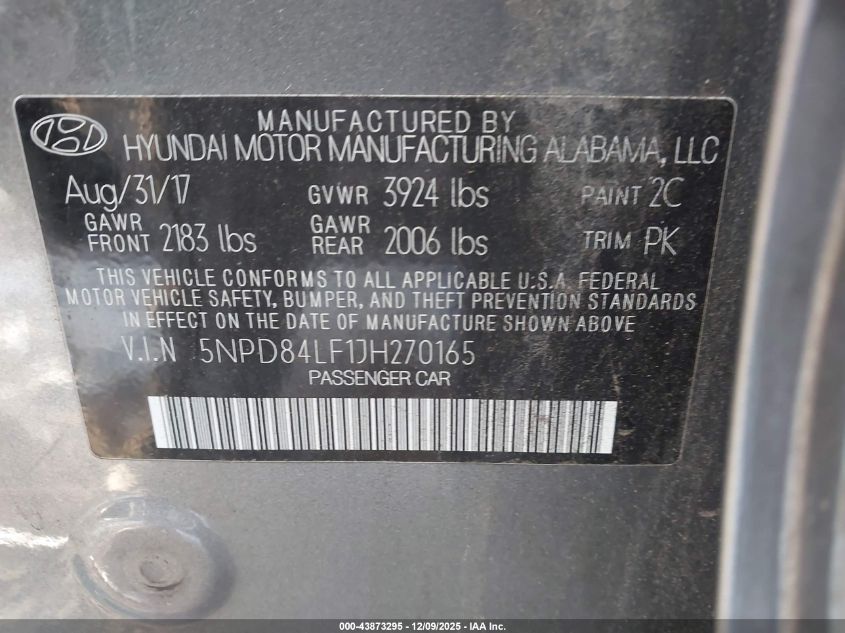 MANUFACTURED BY
HYUNDAI MOTOR MANUFACTURING ALABAMA, LLC
Aug/31/17 GVWR 3924 lbs PAINT 2C
GAWR FRONT 2183 lbs GAWR REAR 2006 lbs TRIM PK
THIS VEHICLE CONFORMS TO ALL APPLICABLE U.S.A. FEDERAL
MOTOR VEHICLE SAFETY, BUMPER, AND THEFT PREVENTION STANDARDS
IN EFFECT ON THE DATE OF MANUFACTURE SHOWN ABOVE
V.I.N 5NPD84LF1JH270165
PASSENGER CAR
000-43873295 - 12/09/2025 - IAA Inc.